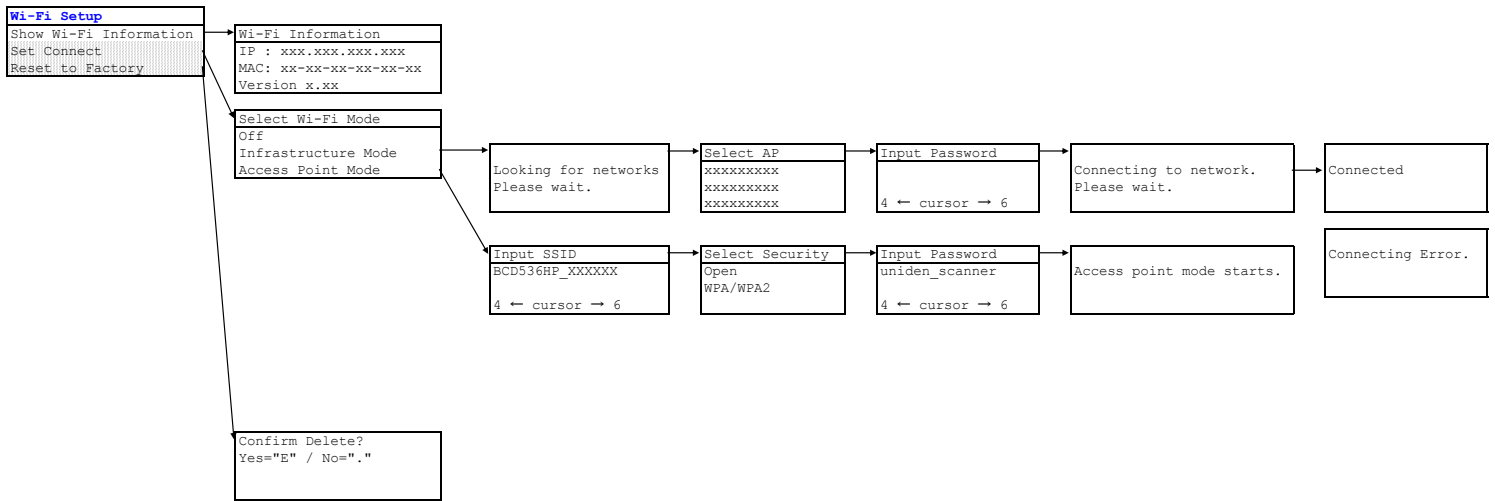 Wi-Fi Setup
Show Wi-Fi Information
Set Connect
Reset to Factory
Wi-Fi Information
IP : xxx.xxx.xxx.xxx
MAC: xx-xx-xx-xx-xx-xx
Version x.xx
Select Wi-Fi Mode
Off
Infrastructure Mode
Access Point Mode
Looking for networks
Please wait.
Select AP
xxxxxxxxx
xxxxxxxxx
xxxxxxxxx
Input Password
4 ← cursor → 6
Connecting to network.
Please wait.
Connected
Connecting Error.
Input SSID
BCD536HP_XXXXXX
4 ← cursor → 6
Select Security
Open
WPA/WPA2
Input Password
uniden_scanner
4 ← cursor → 6
Access point mode starts.
Confirm Delete?
Yes="E" / No="."